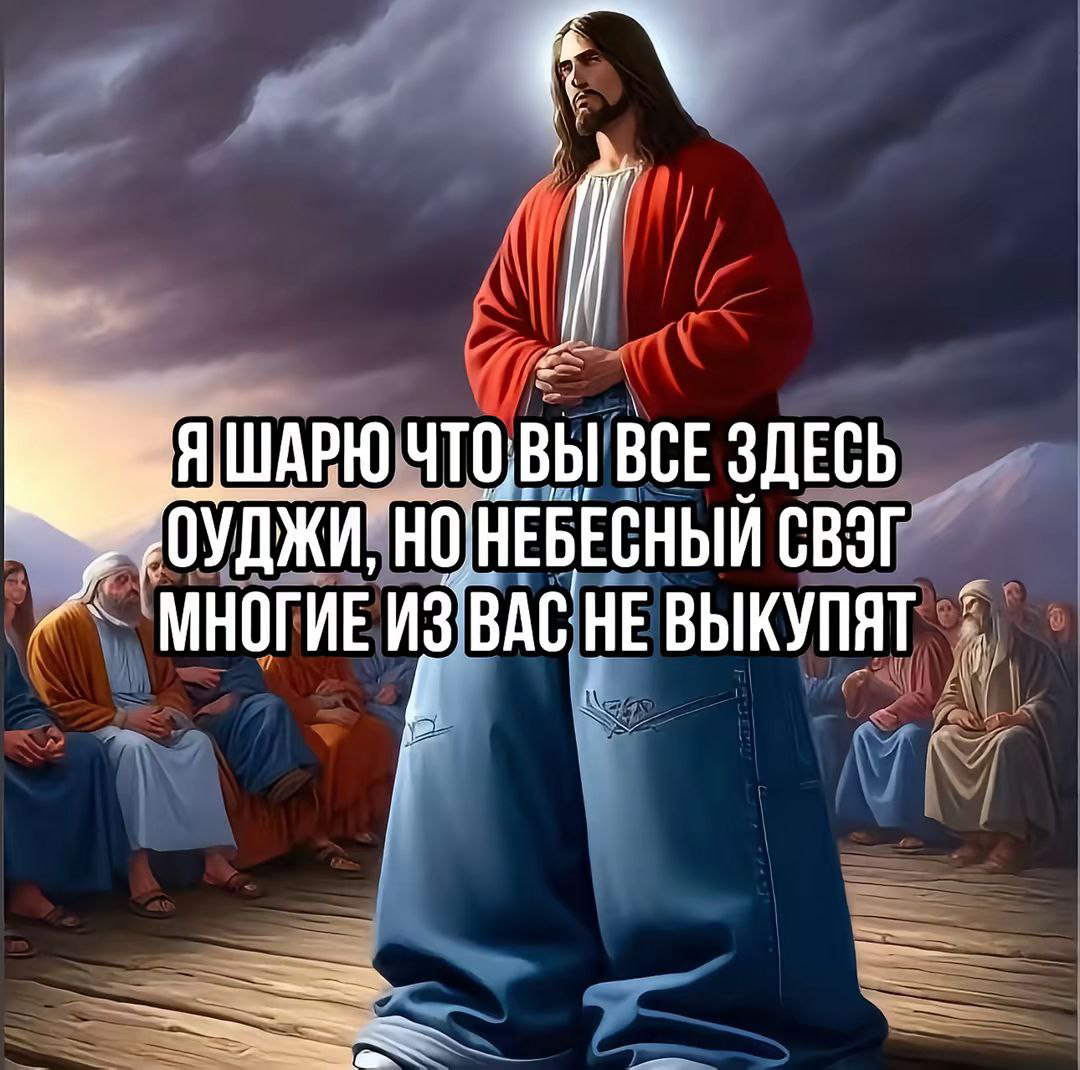 Я ШАРЮ ЧТО ВЫ ВСЕ ЗДЕСЬ
ОУДЖИ, НО НЕБЕСНЫЙ СВЭГ
МНОГИЕ ИЗ ВАС НЕ ВЫКУПЯТ